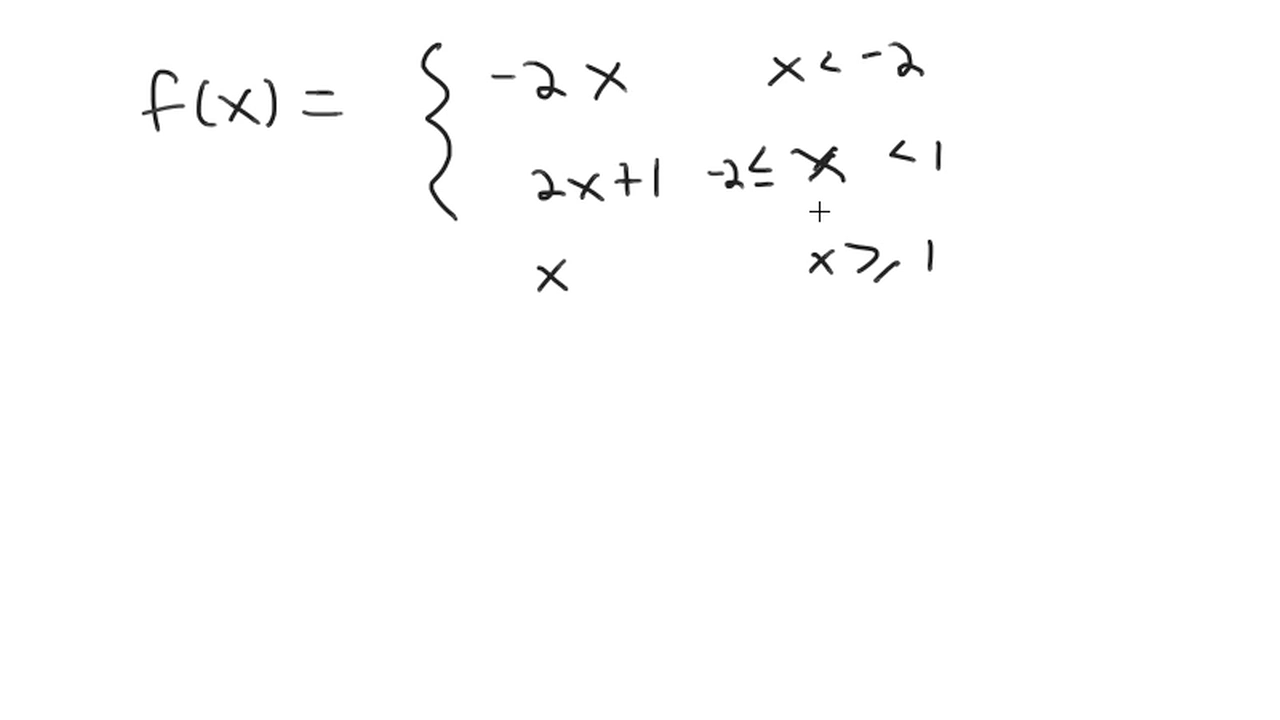 f(x) = { -2x x < -2
2x+1 -2 ≤ x < 1
x x ⩾ 1